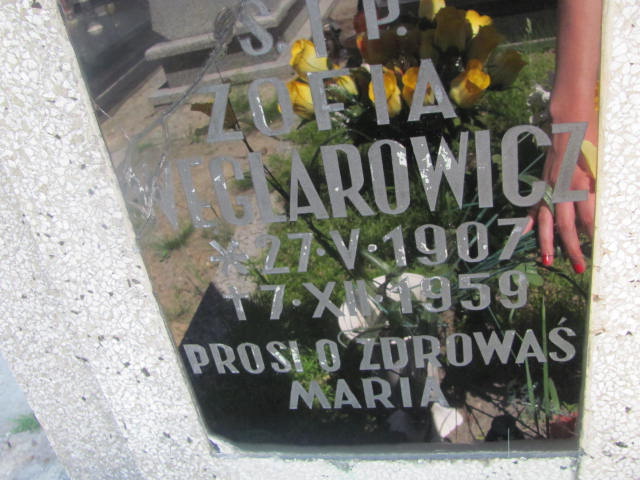 Ś. I P.
ZOFIA
WĘGLAROWICZ
* 27·V·1907
†7·XII·1959
PROSI O ZDROWAŚ
MARIA